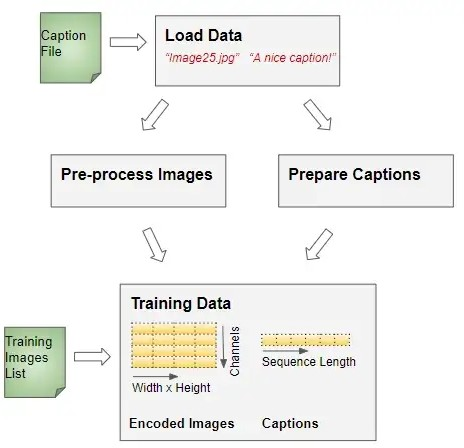 Caption
File
Load Data
“Image25.jpg” “A nice caption!”
Pre-process Images
Prepare Captions
Training
Images
List
Training Data
Channels
Width x Height
Sequence Length
Encoded Images
Captions